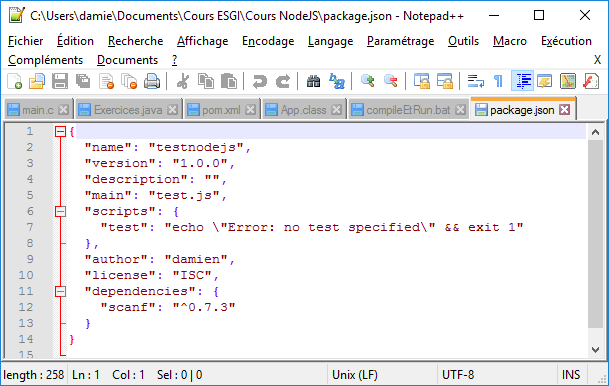 C:\Users\damie\Documents\Cours ESGI\Cours NodeJS\package.json - Notepad++
Fichier Édition Recherche Affichage Encodage Langage Paramétrage Outils Macro Exécution
Compléments Documents ? X
main.c Exercices.java pom.xml App.class compileEtRun.bat package.json
1 {
2 "name": "testnodejs",
3 "version": "1.0.0",
4 "description": "",
5 "main": "test.js",
6 "scripts": {
7 "test": "echo \"Error: no test specified\" && exit 1"
8 },
9 "author": "damien",
10 "license": "ISC",
11 "dependencies": {
12 "scanf": "^0.7.3"
13 }
14 }
15
length : 258 Ln : 1 Col : 1 Sel : 0 | 0 Unix (LF) UTF-8 INS